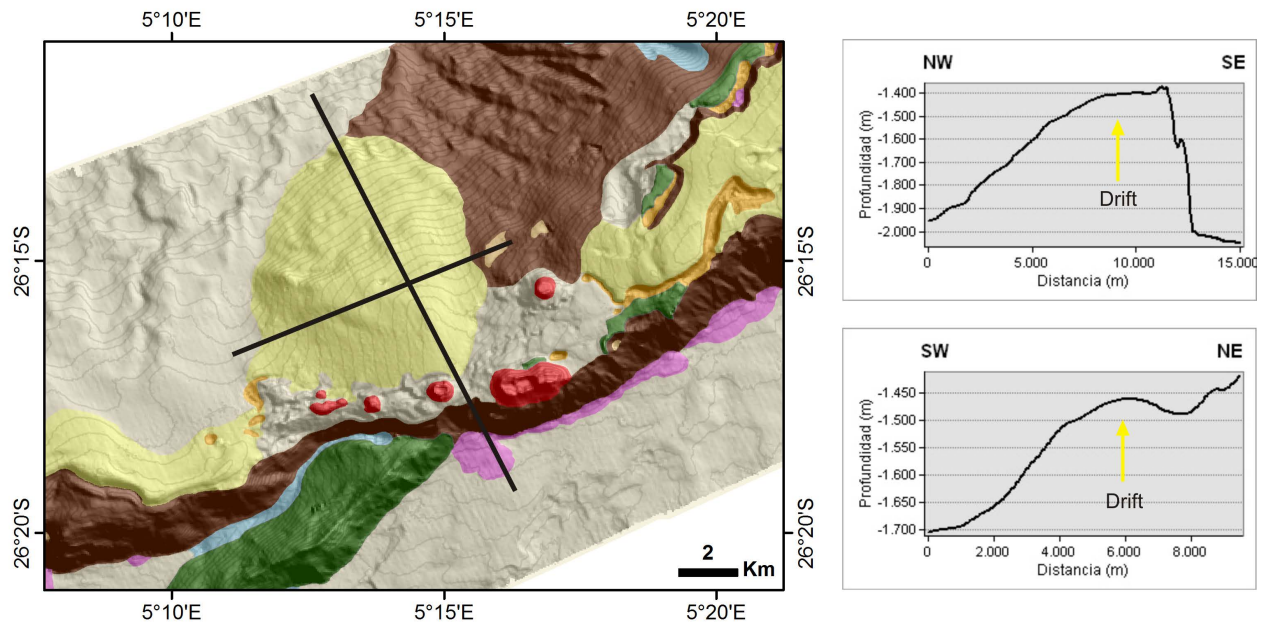 5°10'E 5°15'E 5°20'E
26°15'S 26°15'S
26°20'S 26°20'S
2
Km
5°10'E 5°15'E 5°20'E
NW SE
-1.400
-1.500
-1.600
-1.700
-1.800
-1.900
-2.000
Profundidad (m)
Drift
0 5.000 10.000 15.000
Distancia (m)
SW NE
-1.450
-1.500
-1.550
-1.600
-1.650
-1.700
Profundidad (m)
Drift
0 2.000 4.000 6.000 8.000
Distancia (m)